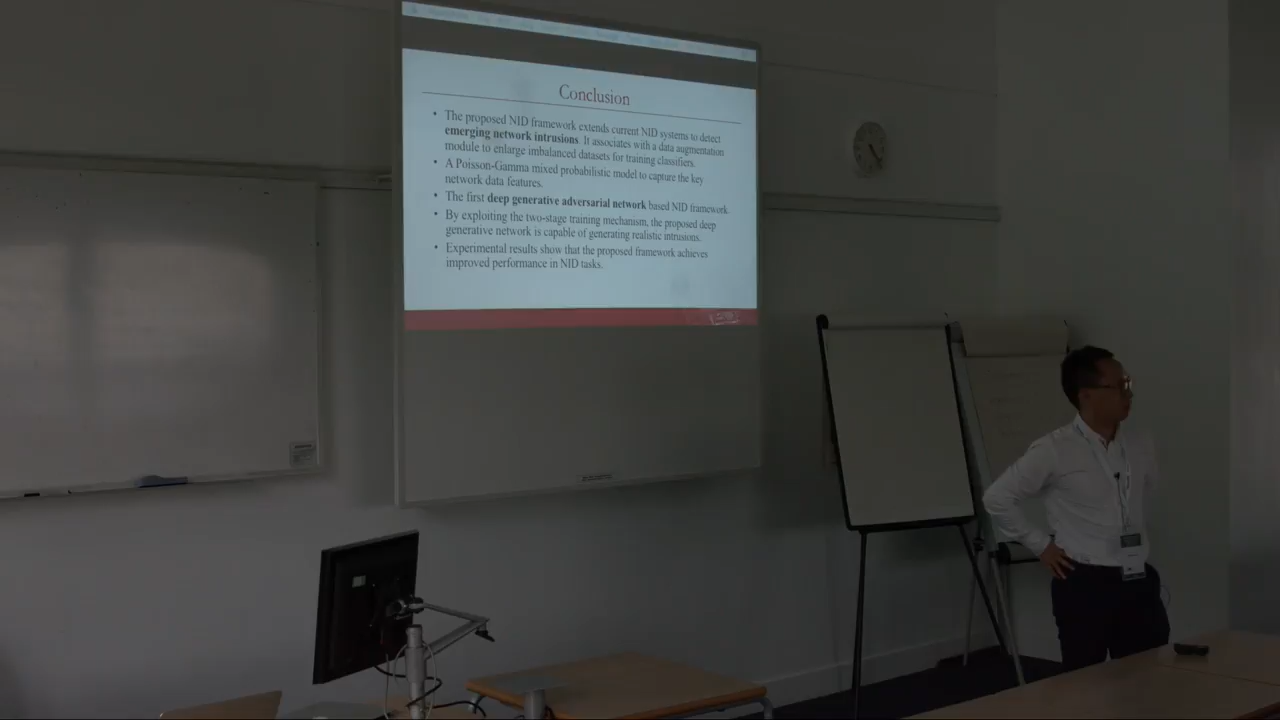 Conclusion
• The proposed NID framework extends current NID systems to detect
emerging network intrusions. It associates with a data augmentation
module to enlarge imbalanced datasets for training classifiers.
• A Poisson-Gamma mixed probabilistic model to capture the key
network data features.
• The first deep generative adversarial network based NID framework.
• By exploiting the two-stage training mechanism, the proposed deep
generative network is capable of generating realistic intrusions.
• Experimental results show that the proposed framework achieves
improved performance in NID tasks.